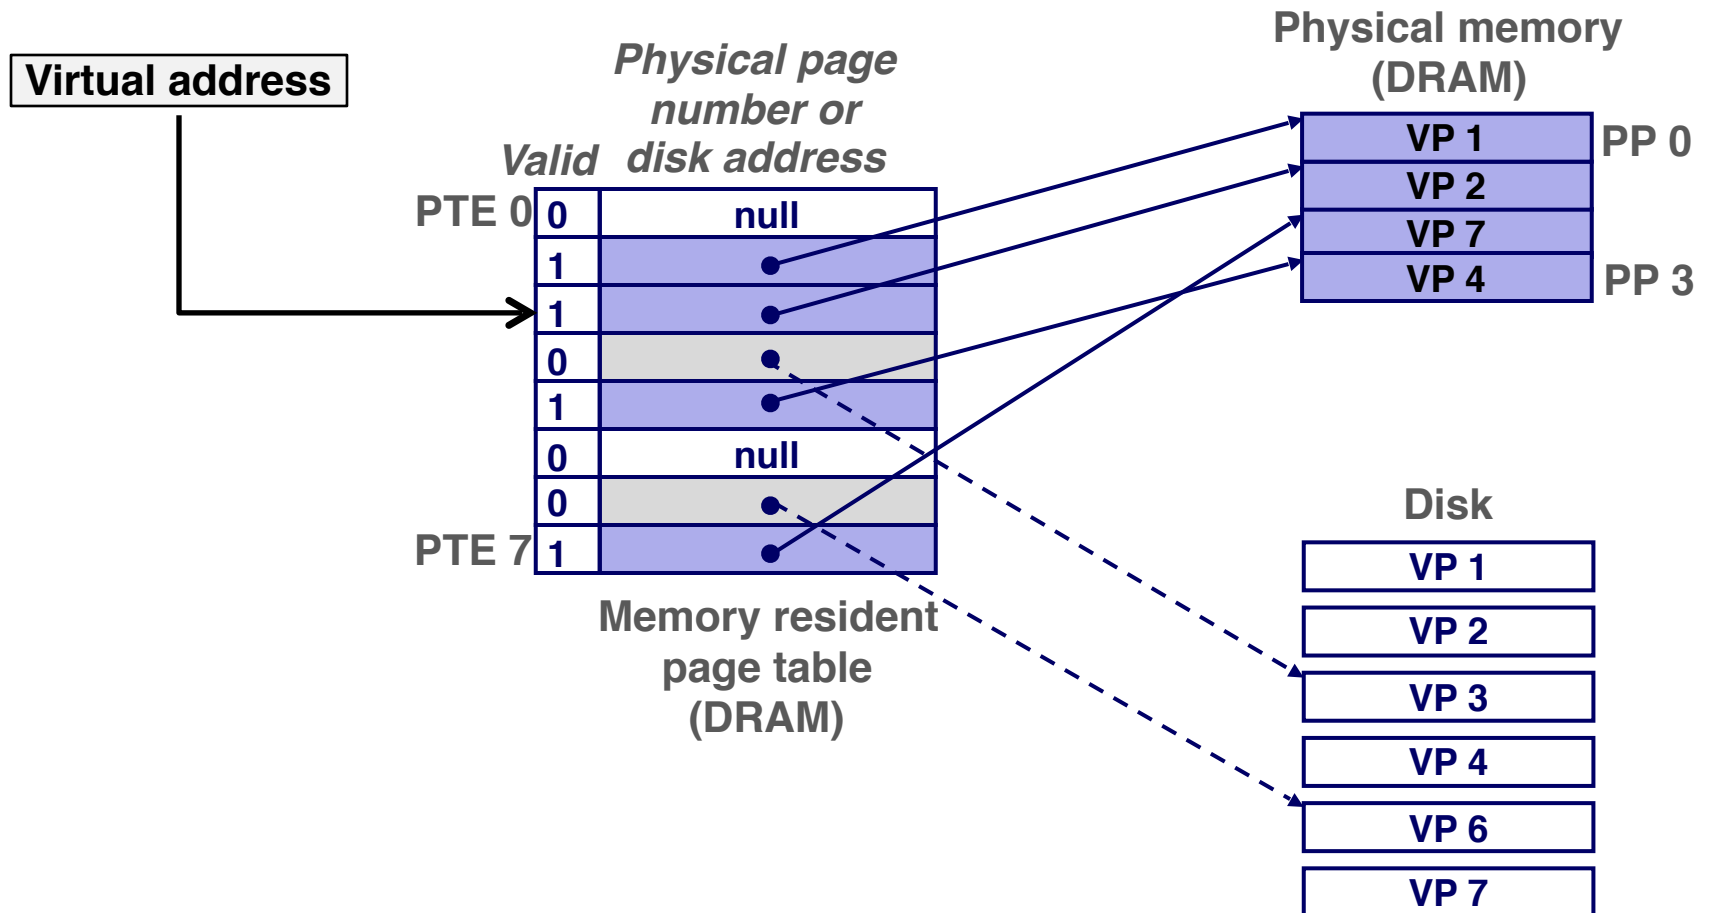 Virtual address
Physical page
number or
disk address
Valid
PTE 0
0 null
1
1
0
1
0 null
0
PTE 7
1
Memory resident
page table
(DRAM)
Physical memory
(DRAM)
VP 1 PP 0
VP 2
VP 7
VP 4 PP 3
Disk
VP 1
VP 2
VP 3
VP 4
VP 6
VP 7